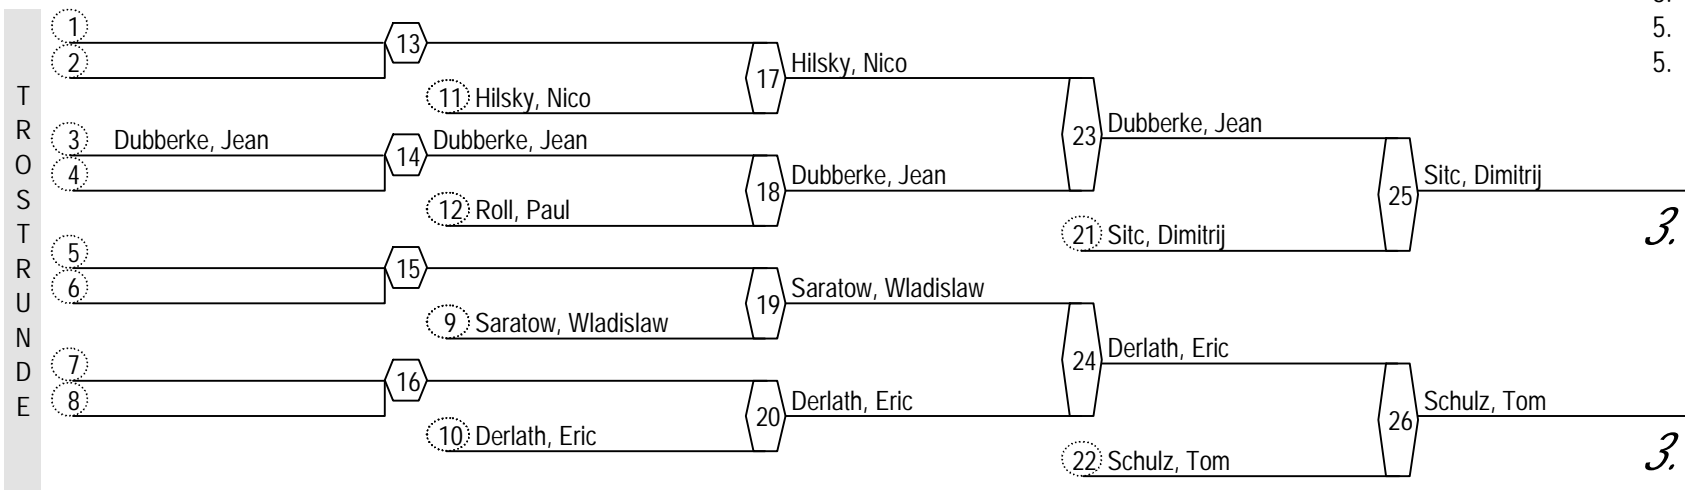 TROSTRUNDE
1
13
5.
2
17 Hilsky, Nico
5.
11 Hilsky, Nico
23 Dubberke, Jean
3 Dubberke, Jean
14 Dubberke, Jean
4
18 Dubberke, Jean
25 Sitc, Dimitrij
12 Roll, Paul
3.
21 Sitc, Dimitrij
5
15
6
19 Saratow, Wladislaw
9 Saratow, Wladislaw
24 Derlath, Eric
7
16
8
20 Derlath, Eric
26 Schulz, Tom
10 Derlath, Eric
3.
22 Schulz, Tom